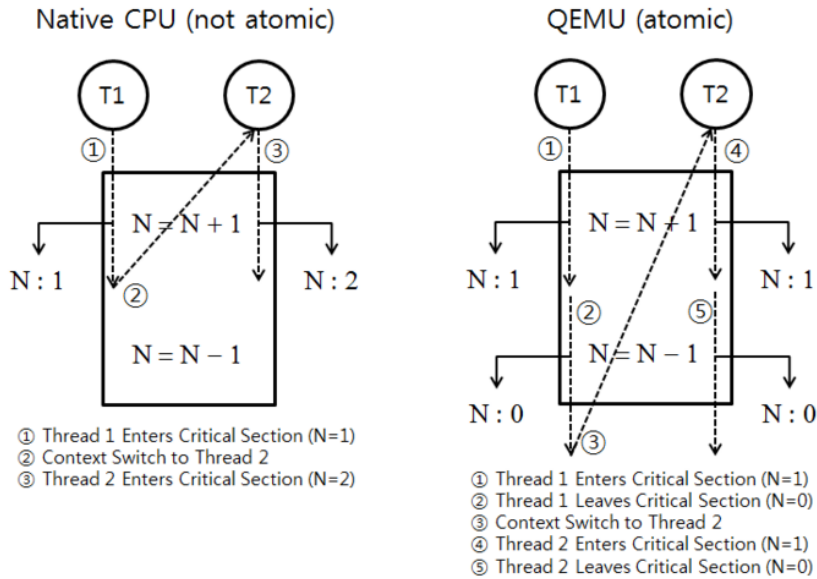 Native CPU (not atomic)
T1
T2
①
③
N = N + 1
N : 1
②
N : 2
N = N − 1
① Thread 1 Enters Critical Section (N=1)
② Context Switch to Thread 2
③ Thread 2 Enters Critical Section (N=2)
QEMU (atomic)
T1
T2
①
④
N = N + 1
N : 1
N : 1
②
⑤
N = N − 1
N : 0
N : 0
③
① Thread 1 Enters Critical Section (N=1)
② Thread 1 Leaves Critical Section (N=0)
③ Context Switch to Thread 2
④ Thread 2 Enters Critical Section (N=1)
⑤ Thread 2 Leaves Critical Section (N=0)